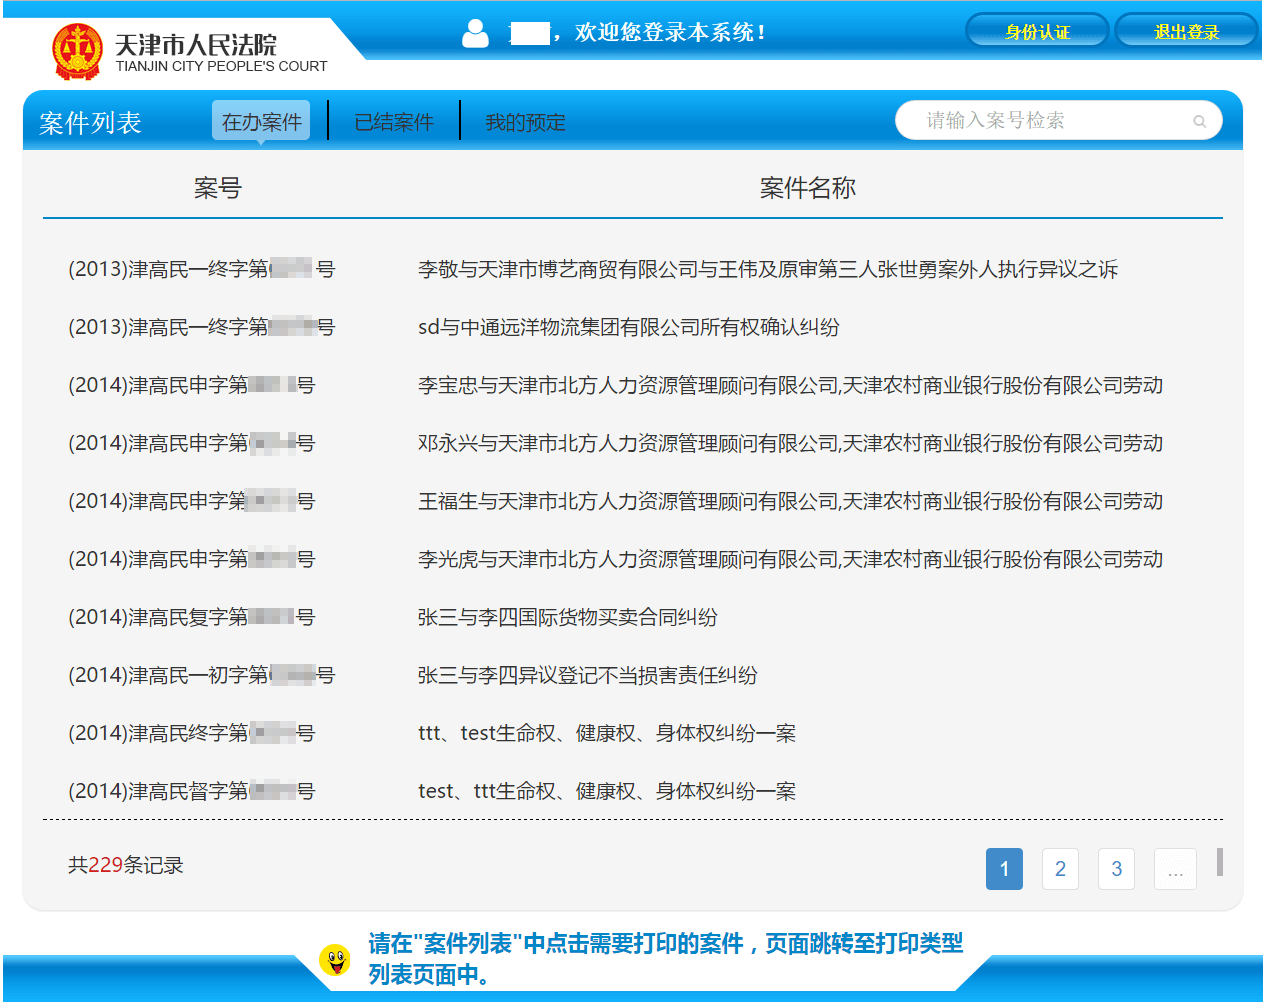 天津市人民法院
TIANJIN CITY PEOPLE'S COURT
，欢迎您登录本系统！
身份认证
退出登录
案件列表
在办案件
已结案件
我的预定
请输入案号检索
案号 案件名称
(2013)津高民一终字第 号 李敬与天津市博艺商贸有限公司与王伟及原审第三人张世勇案外人执行异议之诉
(2013)津高民一终字第 号 sd与中通远洋物流集团有限公司所有权确认纠纷
(2014)津高民申字第 号 李宝忠与天津市北方人力资源管理顾问有限公司,天津农村商业银行股份有限公司劳动
(2014)津高民申字第 号 邓永兴与天津市北方人力资源管理顾问有限公司,天津农村商业银行股份有限公司劳动
(2014)津高民申字第 号 王福生与天津市北方人力资源管理顾问有限公司,天津农村商业银行股份有限公司劳动
(2014)津高民申字第 号 李光虎与天津市北方人力资源管理顾问有限公司,天津农村商业银行股份有限公司劳动
(2014)津高民复字第 号 张三与李四国际货物买卖合同纠纷
(2014)津高民一初字第 号 张三与李四异议登记不当损害责任纠纷
(2014)津高民终字第 号 ttt、test生命权、健康权、身体权纠纷一案
(2014)津高民督字第 号 test、ttt生命权、健康权、身体权纠纷一案
共229条记录
1 2 3 ...
请在"案件列表"中点击需要打印的案件，页面跳转至打印类型
列表页面中。